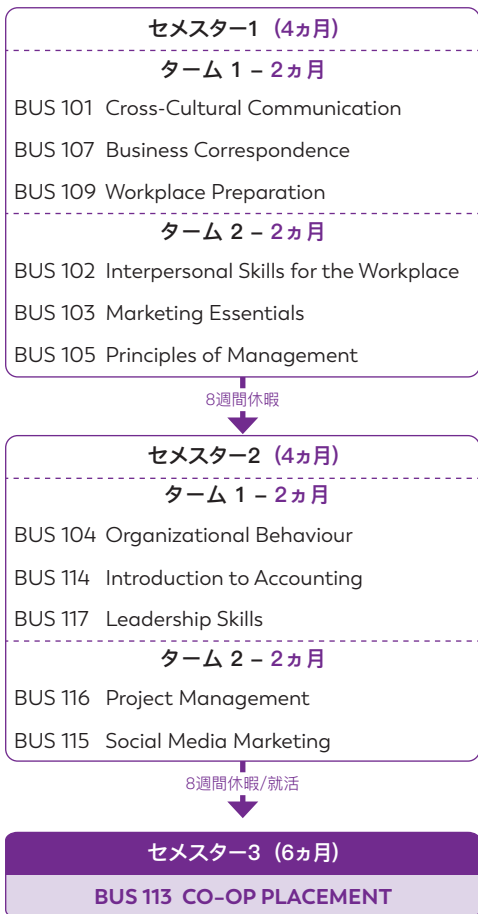 セメスター1 (4ヵ月)
ターム 1 – 2ヵ月
BUS 101 Cross-Cultural Communication
BUS 107 Business Correspondence
BUS 109 Workplace Preparation
ターム 2 – 2ヵ月
BUS 102 Interpersonal Skills for the Workplace
BUS 103 Marketing Essentials
BUS 105 Principles of Management
8週間休暇
セメスター2 (4ヵ月)
ターム 1 – 2ヵ月
BUS 104 Organizational Behaviour
BUS 114 Introduction to Accounting
BUS 117 Leadership Skills
ターム 2 – 2ヵ月
BUS 116 Project Management
BUS 115 Social Media Marketing
8週間休暇/就活
セメスター3 (6ヵ月)
BUS 113 CO-OP PLACEMENT